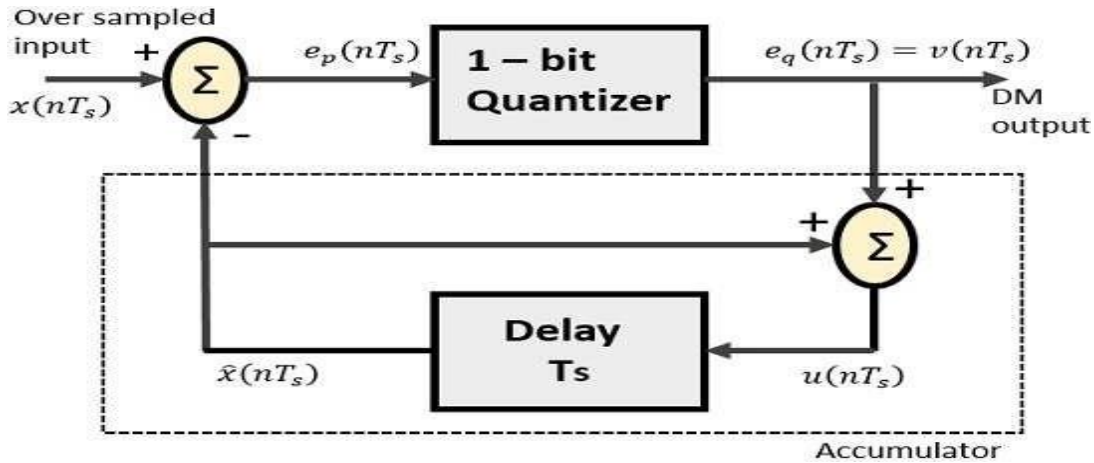 Over sampled
input
+
e_p(nT_s)
1 – bit
Quantizer
e_q(nT_s) = v(nT_s)
Σ
x(nT_s)
-
DM
output
+
+
Σ
Delay
Ts
x̂(nT_s)
u(nT_s)
Accumulator